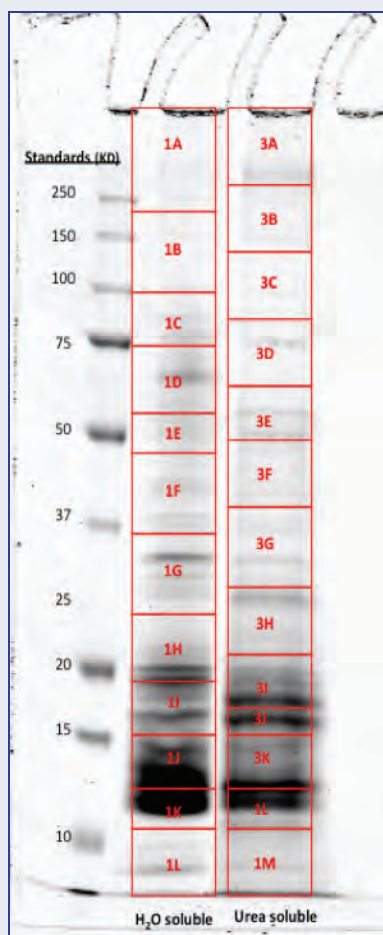 Standards (KD)
250
150
100
75
50
37
25
20
15
10
1A
1B
1C
1D
1E
1F
1G
1H
1I
1J
1K
1L
3A
3B
3C
3D
3E
3F
3G
3H
3I
3K
1L
1M
H₂O soluble
Urea soluble